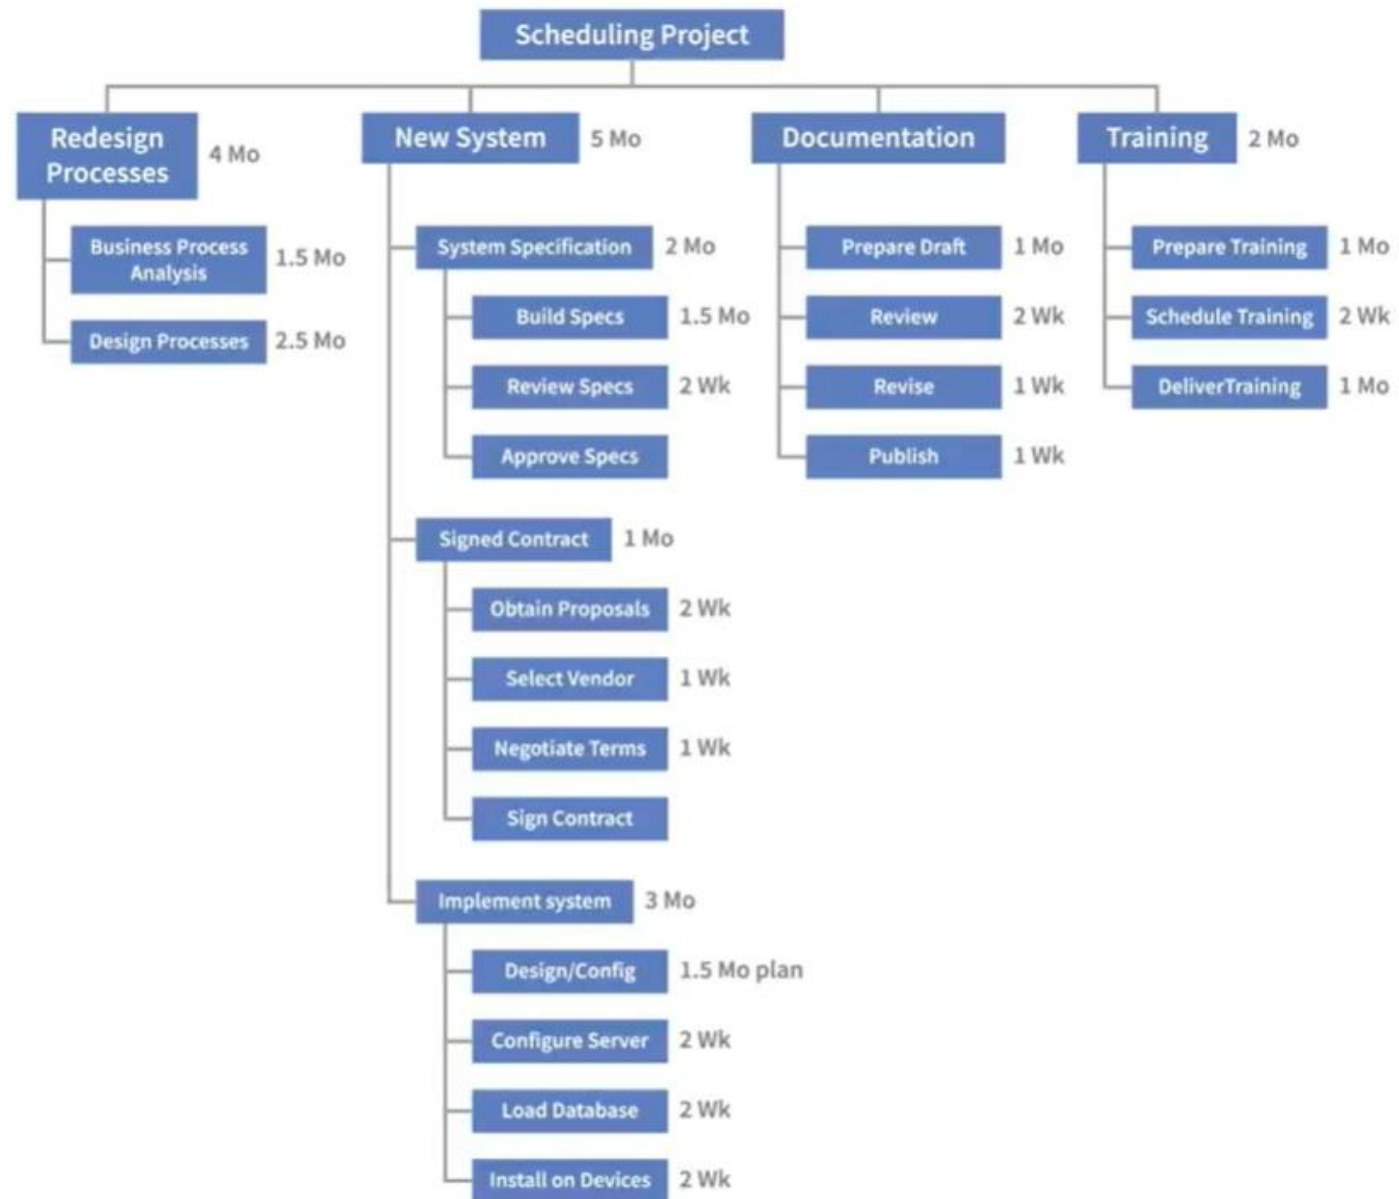 Scheduling Project
Redesign
Processes
4 Mo
Business Process
Analysis
1.5 Mo
Design Processes
2.5 Mo
New System
5 Mo
System Specification
2 Mo
Build Specs
1.5 Mo
Review Specs
2 Wk
Approve Specs
Signed Contract
1 Mo
Obtain Proposals
2 Wk
Select Vendor
1 Wk
Negotiate Terms
1 Wk
Sign Contract
Implement system
3 Mo
Design/Config
1.5 Mo plan
Configure Server
2 Wk
Load Database
2 Wk
Install on Devices
2 Wk
Documentation
Prepare Draft
1 Mo
Review
2 Wk
Revise
1 Wk
Publish
1 Wk
Training
2 Mo
Prepare Training
1 Mo
Schedule Training
2 Wk
DeliverTraining
1 Mo